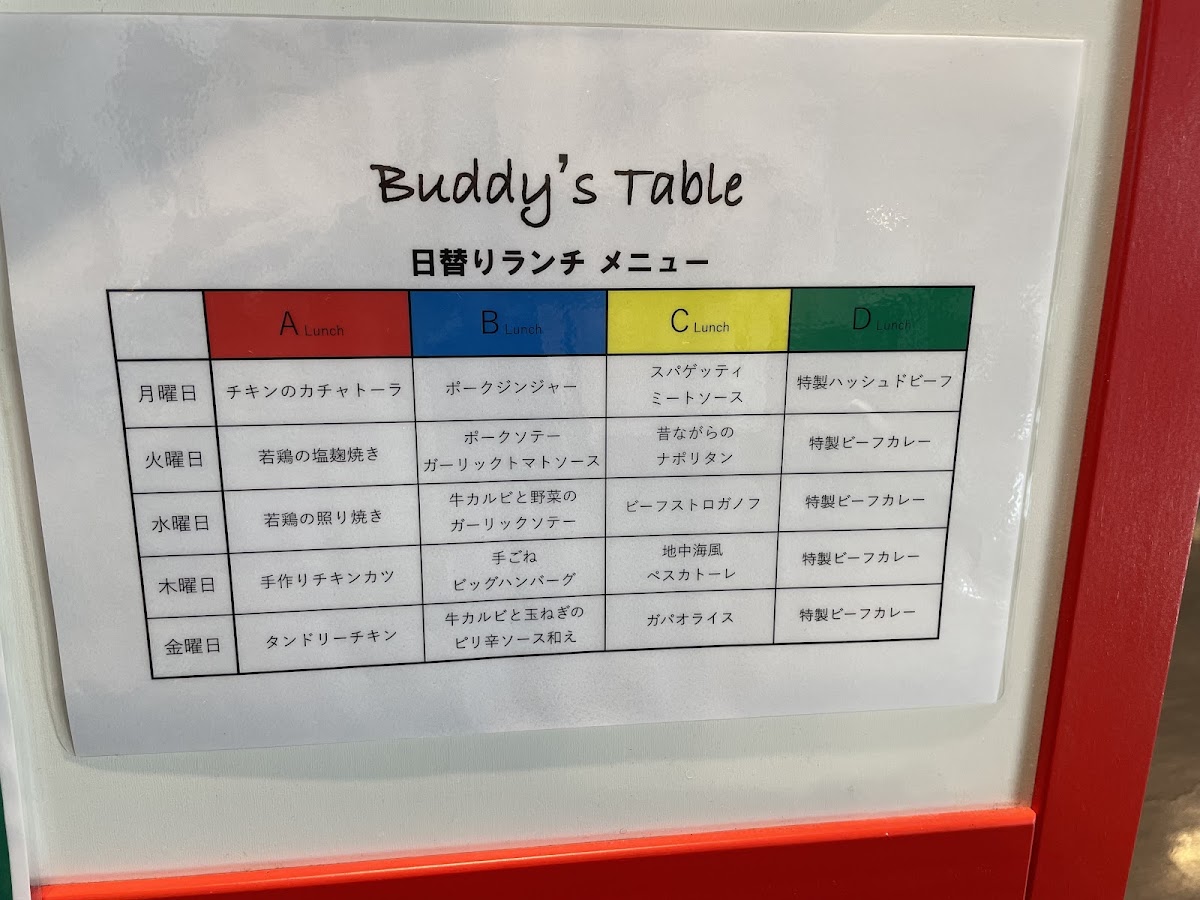 Buddy's Table
日替りランチ メニュー
A Lunch B Lunch C Lunch D Lunch
月曜日 チキンのカチャトーラ ポークジンジャー スパゲッティ ミートソース 特製ハッシュドビーフ
火曜日 若鶏の塩麹焼き ポークソテー ガーリックトマトソース 昔ながらの ナポリタン 特製ビーフカレー
水曜日 若鶏の照り焼き 牛カルビと野菜の ガーリックソテー ビーフストロガノフ 特製ビーフカレー
木曜日 手作りチキンカツ 手ごね ビッグハンバーグ 地中海風 ペスカトーレ 特製ビーフカレー
金曜日 タンドリーチキン 牛カルビと玉ねぎの ピリ辛ソース和え ガパオライス 特製ビーフカレー